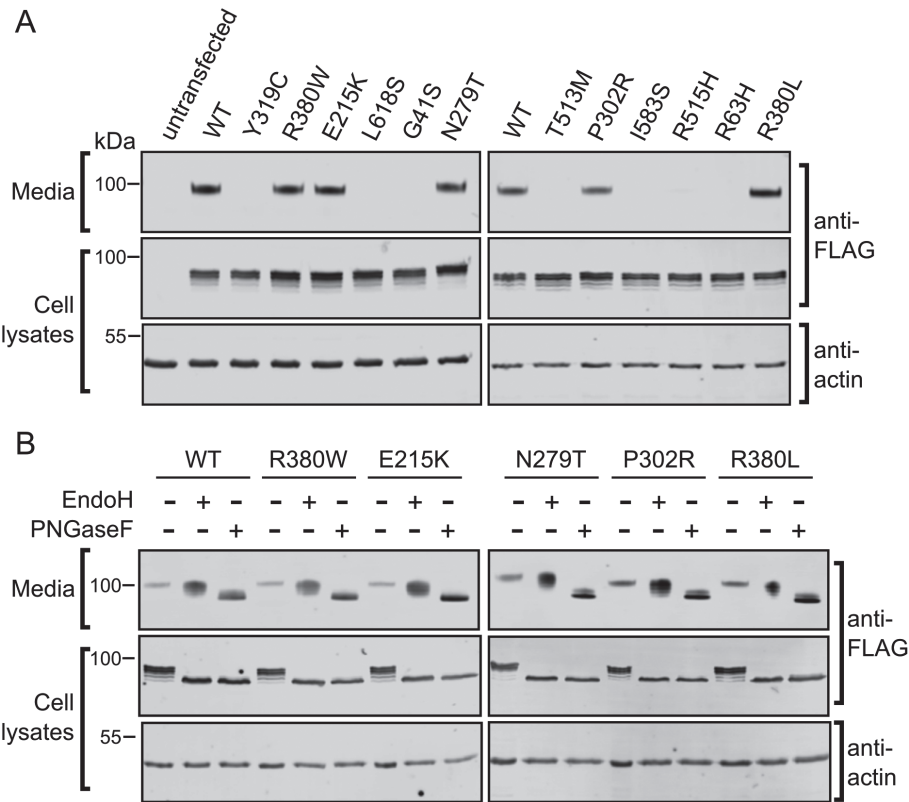 A
untransfected WT Y319C R380W E215K L618S G41S N279T WT T513M P302R I583S R515H R63H R380L
kDa
Media 100 anti-
FLAG
100
Cell
lysates
55 anti-
actin
B
WT R380W E215K N279T P302R R380L
EndoH - + - - + - - + - - + - - + - - + -
PNGaseF - - + - - + - - + - - + - - + - - +
Media 100 anti-
FLAG
100
Cell
lysates
55 anti-
actin